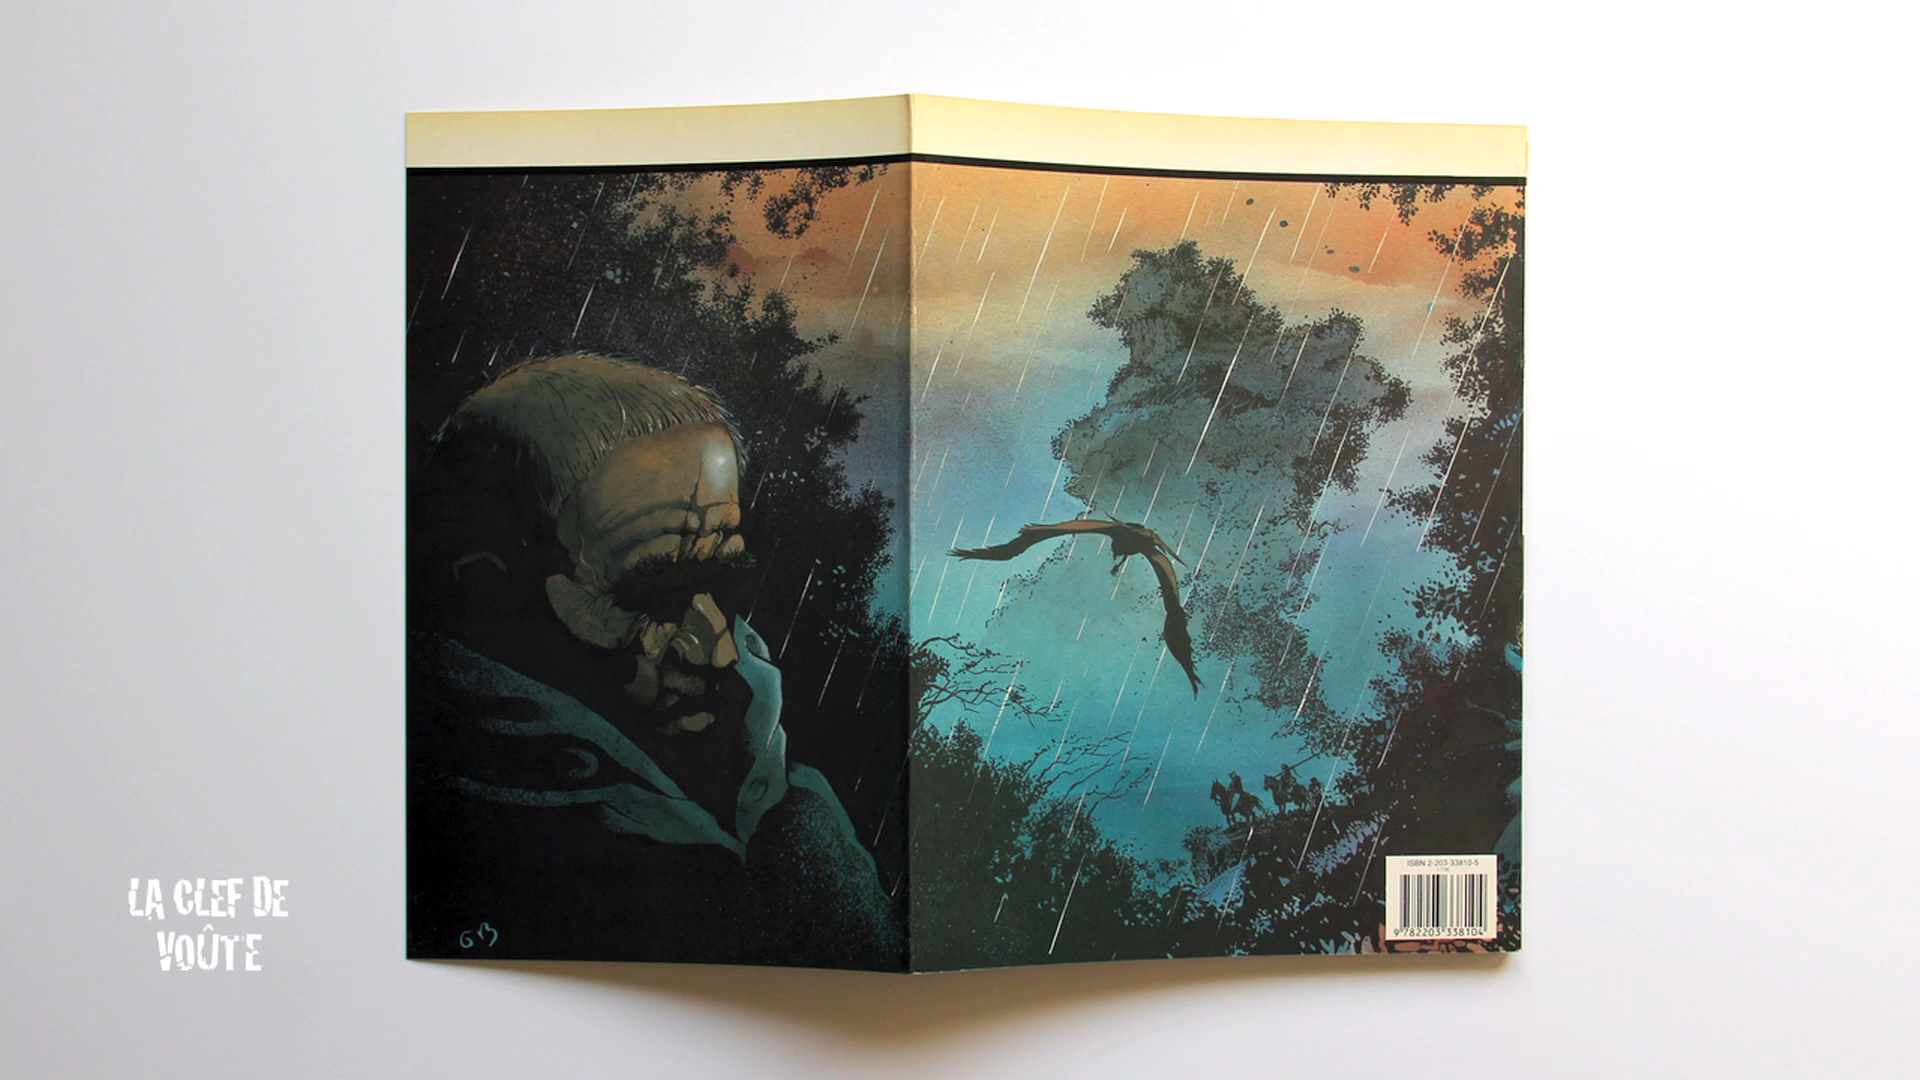 LA CLEF DE
VOÛTE
GB
ISBN 2-203-33810-5
9 782203 338104